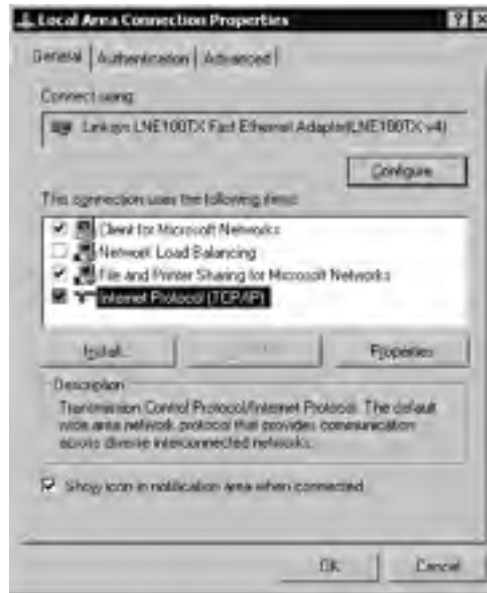 Local Area Connection Properties
General Authentication Advanced
Connect using:
Linksys LNE100TX Fast Ethernet Adapter(LNE100TX v4)
Configure
This connection uses the following items:
Client for Microsoft Networks
Network Load Balancing
File and Printer Sharing for Microsoft Networks
Internet Protocol (TCP/IP)
Install... Properties
Description
Transmission Control Protocol/Internet Protocol. The default
wide area network protocol that provides communication
across diverse interconnected networks.
Show icon in notification area when connected
OK Cancel